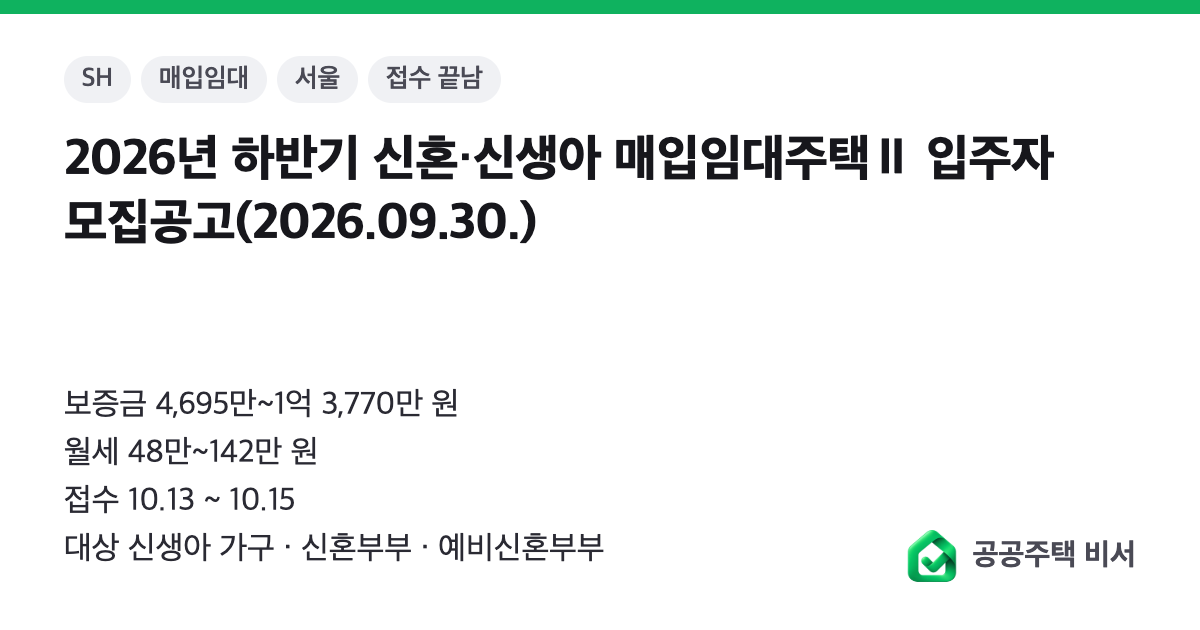 SH 매입임대 서울 접수 끝남
2026년 하반기 신혼·신생아 매입임대주택Ⅱ 입주자
모집공고(2026.09.30.)
보증금 4,695만~1억 3,770만 원
월세 48만~142만 원
접수 10.13 ~ 10.15
대상 신생아 가구 · 신혼부부 · 예비신혼부부
공공주택 비서